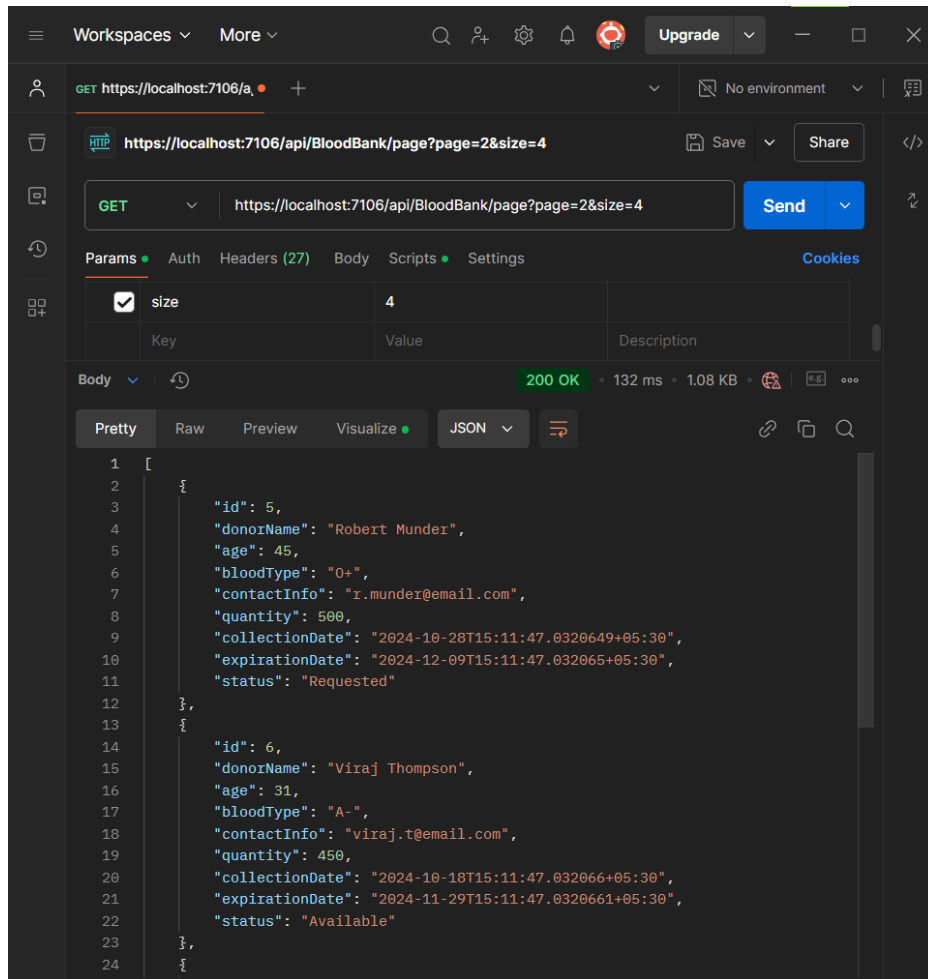 Workspaces More Upgrade
GET https://localhost:7106/a, No environment
HTTP https://localhost:7106/api/BloodBank/page?page=2&size=4 Save Share
GET https://localhost:7106/api/BloodBank/page?page=2&size=4 Send
Params Auth Headers (27) Body Scripts Settings Cookies
size 4
Key Value Description
Body 200 OK 132 ms 1.08 KB e.g.
Pretty Raw Preview Visualize JSON
1 [
2 {
3 "id": 5,
4 "donorName": "Robert Munder",
5 "age": 45,
6 "bloodType": "O+",
7 "contactInfo": "r.munder@email.com",
8 "quantity": 500,
9 "collectionDate": "2024-10-28T15:11:47.0320649+05:30",
10 "expirationDate": "2024-12-09T15:11:47.032065+05:30",
11 "status": "Requested"
12 },
13 {
14 "id": 6,
15 "donorName": "Viraj Thompson",
16 "age": 31,
17 "bloodType": "A-",
18 "contactInfo": "viraj.t@email.com",
19 "quantity": 450,
20 "collectionDate": "2024-10-18T15:11:47.032066+05:30",
21 "expirationDate": "2024-11-29T15:11:47.0320661+05:30",
22 "status": "Available"
23 },
24 {